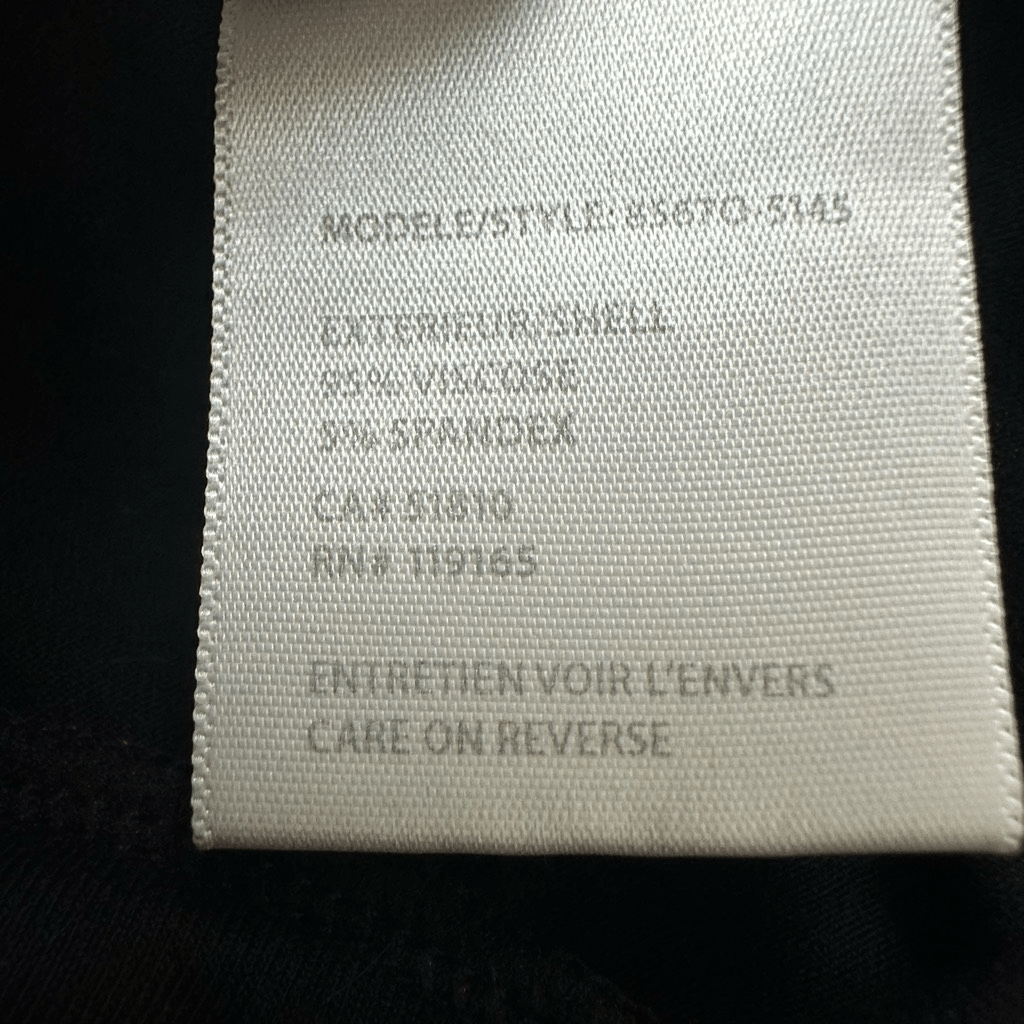 MODELE/STYLE: 8567O-5145
EXTERIEUR/SHELL
95% VISCOSE
5% SPANDEX
CA# 51810
RN# 119165
ENTRETIEN VOIR L'ENVERS
CARE ON REVERSE